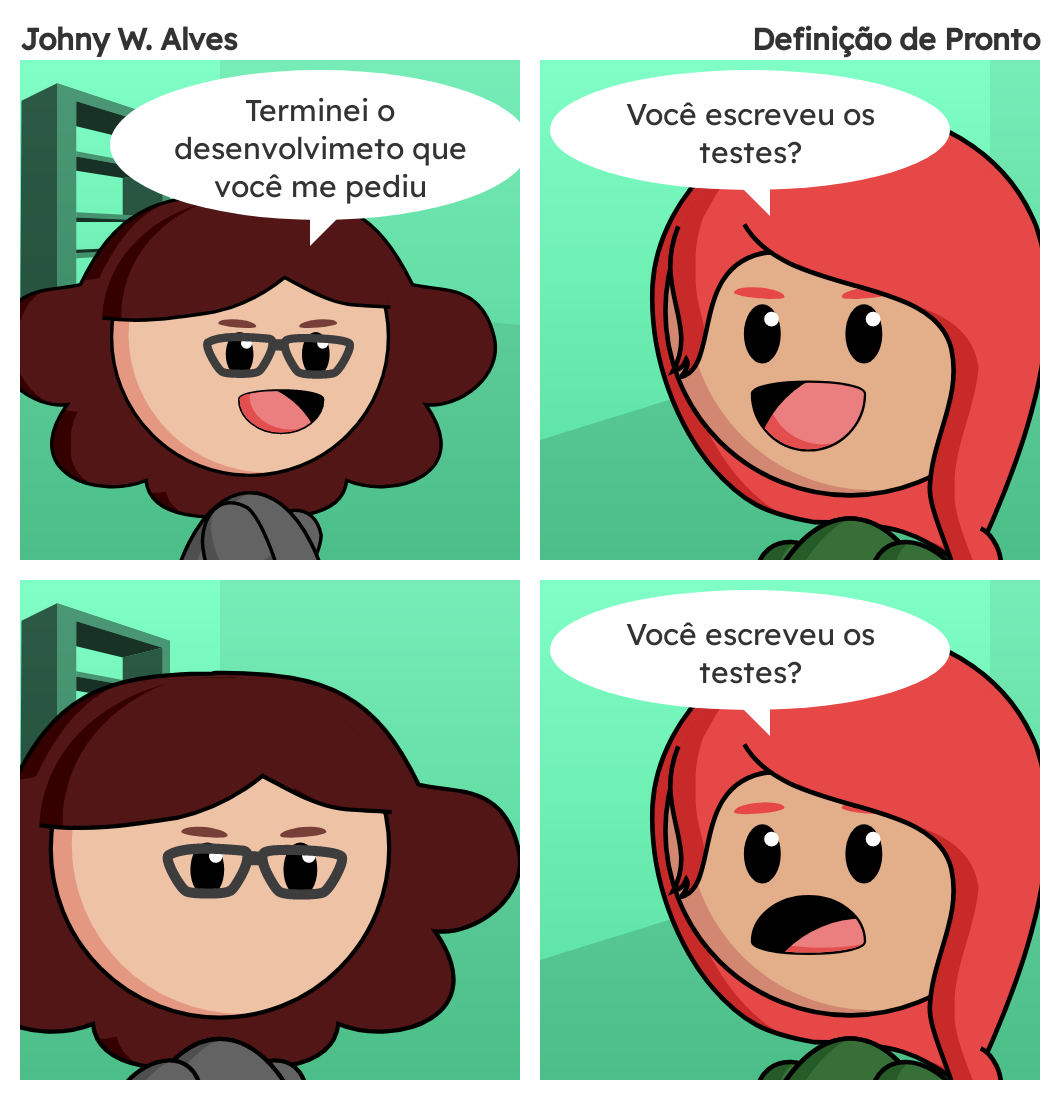 Johny W. Alves
Definição de Pronto
Terminei o
desenvolvimeto que
você me pediu
Você escreveu os
testes?
Você escreveu os
testes?